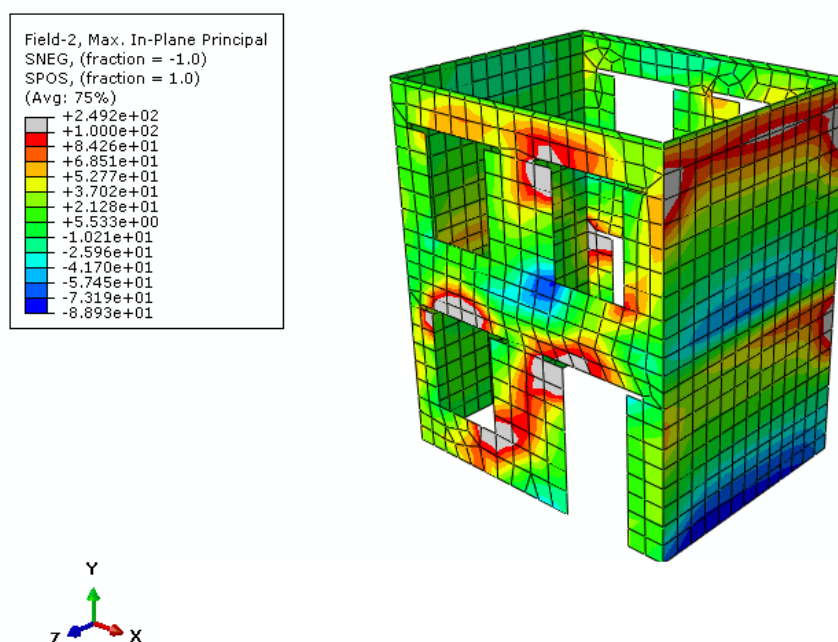 Field-2, Max. In-Plane Principal
SNEG, (fraction = -1.0)
SPOS, (fraction = 1.0)
(Avg: 75%)
+2.492e+02
+1.000e+02
+8.426e+01
+6.851e+01
+5.277e+01
+3.702e+01
+2.128e+01
+5.533e+00
-1.021e+01
-2.596e+01
-4.170e+01
-5.745e+01
-7.319e+01
-8.893e+01
Y
Z
X